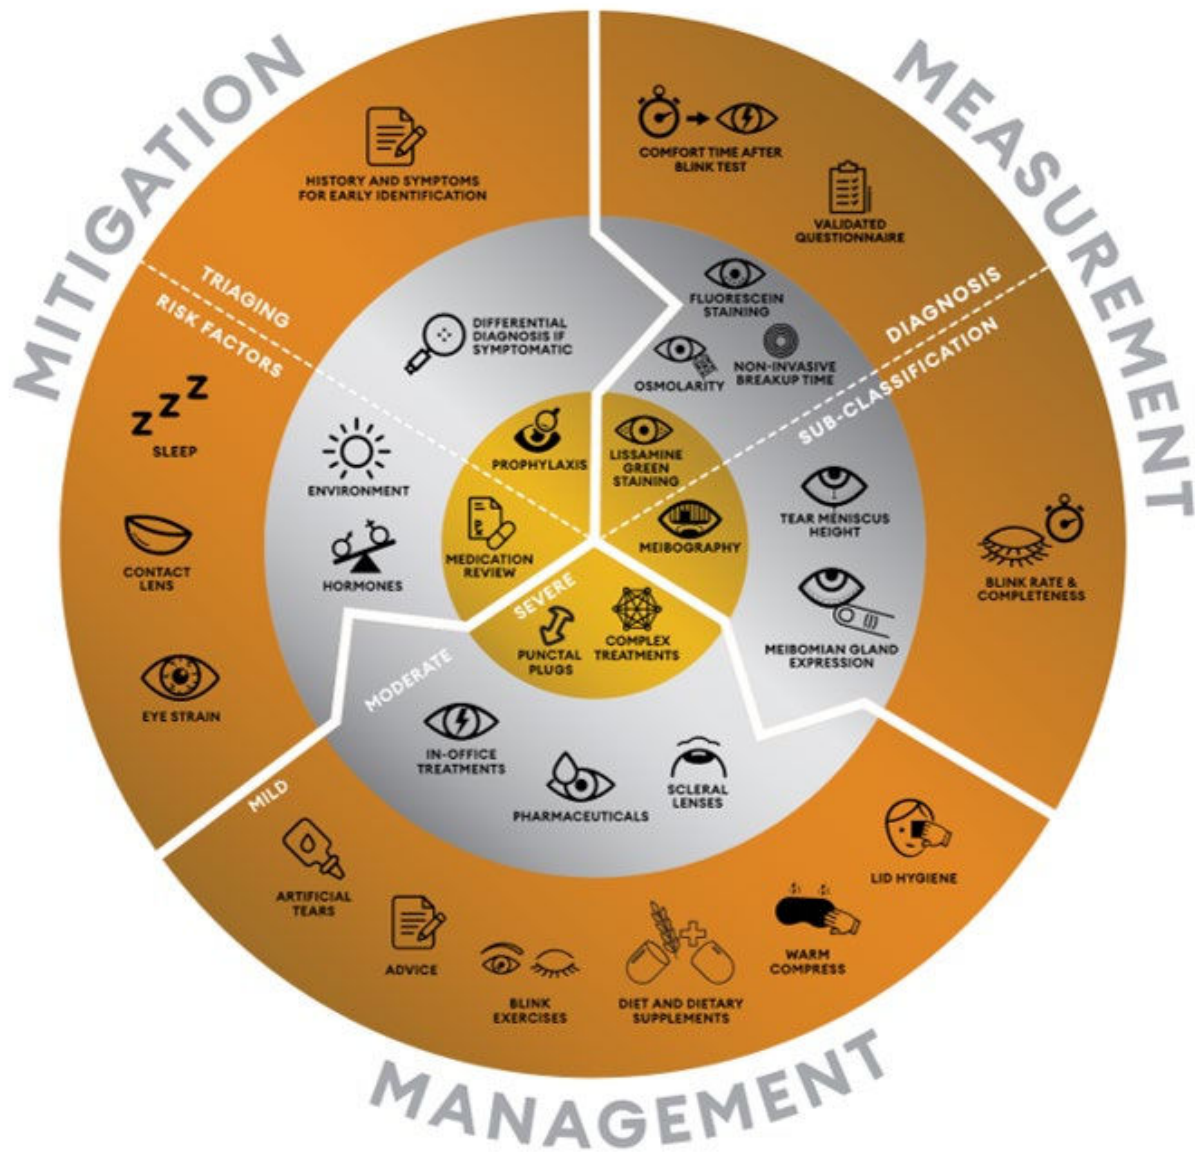 MITIGATION
MEASUREMENT
MANAGEMENT
HISTORY AND SYMPTOMS
FOR EARLY IDENTIFICATION
TRIAGING
RISK FACTORS
DIFFERENTIAL
DIAGNOSIS IF
SYMPTOMATIC
PROPHYLAXIS
zzz
SLEEP
CONTACT
LENS
EYE STRAIN
ENVIRONMENT
HORMONES
MEDICATION
REVIEW
COMFORT TIME AFTER
BLINK TEST
VALIDATED
QUESTIONNAIRE
DIAGNOSIS
SUB-CLASSIFICATION
FLUORESCEIN
STAINING
OSMOLARITY
NON-INVASIVE
BREAKUP TIME
LISSAMINE
GREEN
STAINING
MEIBOGRAPHY
TEAR MENISCUS
HEIGHT
MEIBOMIAN GLAND
EXPRESSION
BLINK RATE &
COMPLETENESS
SEVERE
MODERATE
MILD
PUNCTAL
PLUGS
COMPLEX
TREATMENTS
IN-OFFICE
TREATMENTS
PHARMACEUTICALS
SCLERAL
LENSES
ARTIFICIAL
TEARS
ADVICE
BLINK
EXERCISES
DIET AND DIETARY
SUPPLEMENTS
WARM
COMPRESS
LID HYGIENE